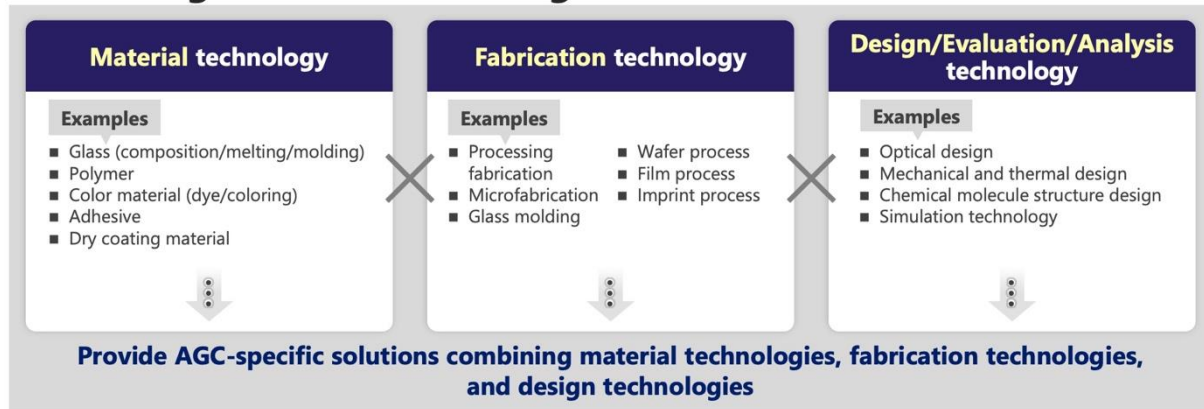 Material technology
Examples
■ Glass (composition/melting/molding)
■ Polymer
■ Color material (dye/coloring)
■ Adhesive
■ Dry coating material
Fabrication technology
Examples
■ Processing
fabrication
■ Microfabrication
■ Glass molding
■ Wafer process
■ Film process
■ Imprint process
Design/Evaluation/Analysis
technology
Examples
■ Optical design
■ Mechanical and thermal design
■ Chemical molecule structure design
■ Simulation technology
Provide AGC-specific solutions combining material technologies, fabrication technologies,
and design technologies